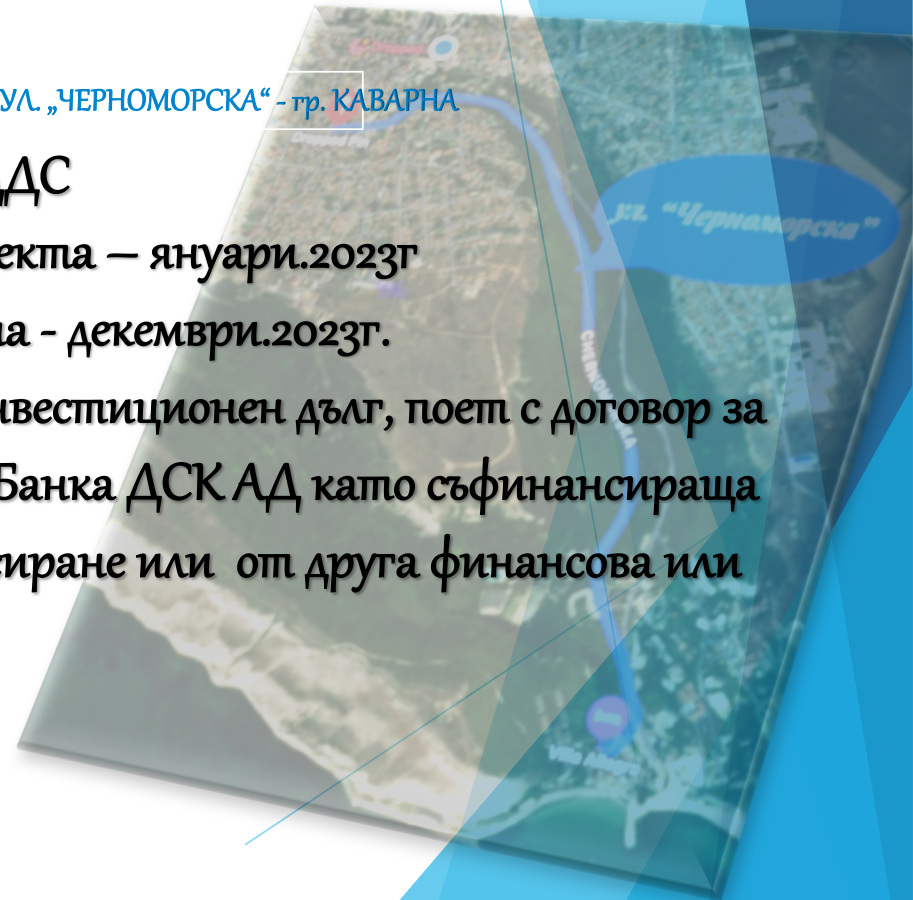 УЛ. „ЧЕРНОМОРСКА“ - гр. КАВАРНА
ДДС
екта – януари.2023г
на - декември.2023г.
нвестиционен дълг, поет с договор за
Банка ДСК АД като съфинансираща
сиране или от друга финансова или
ул. “Черноморска”